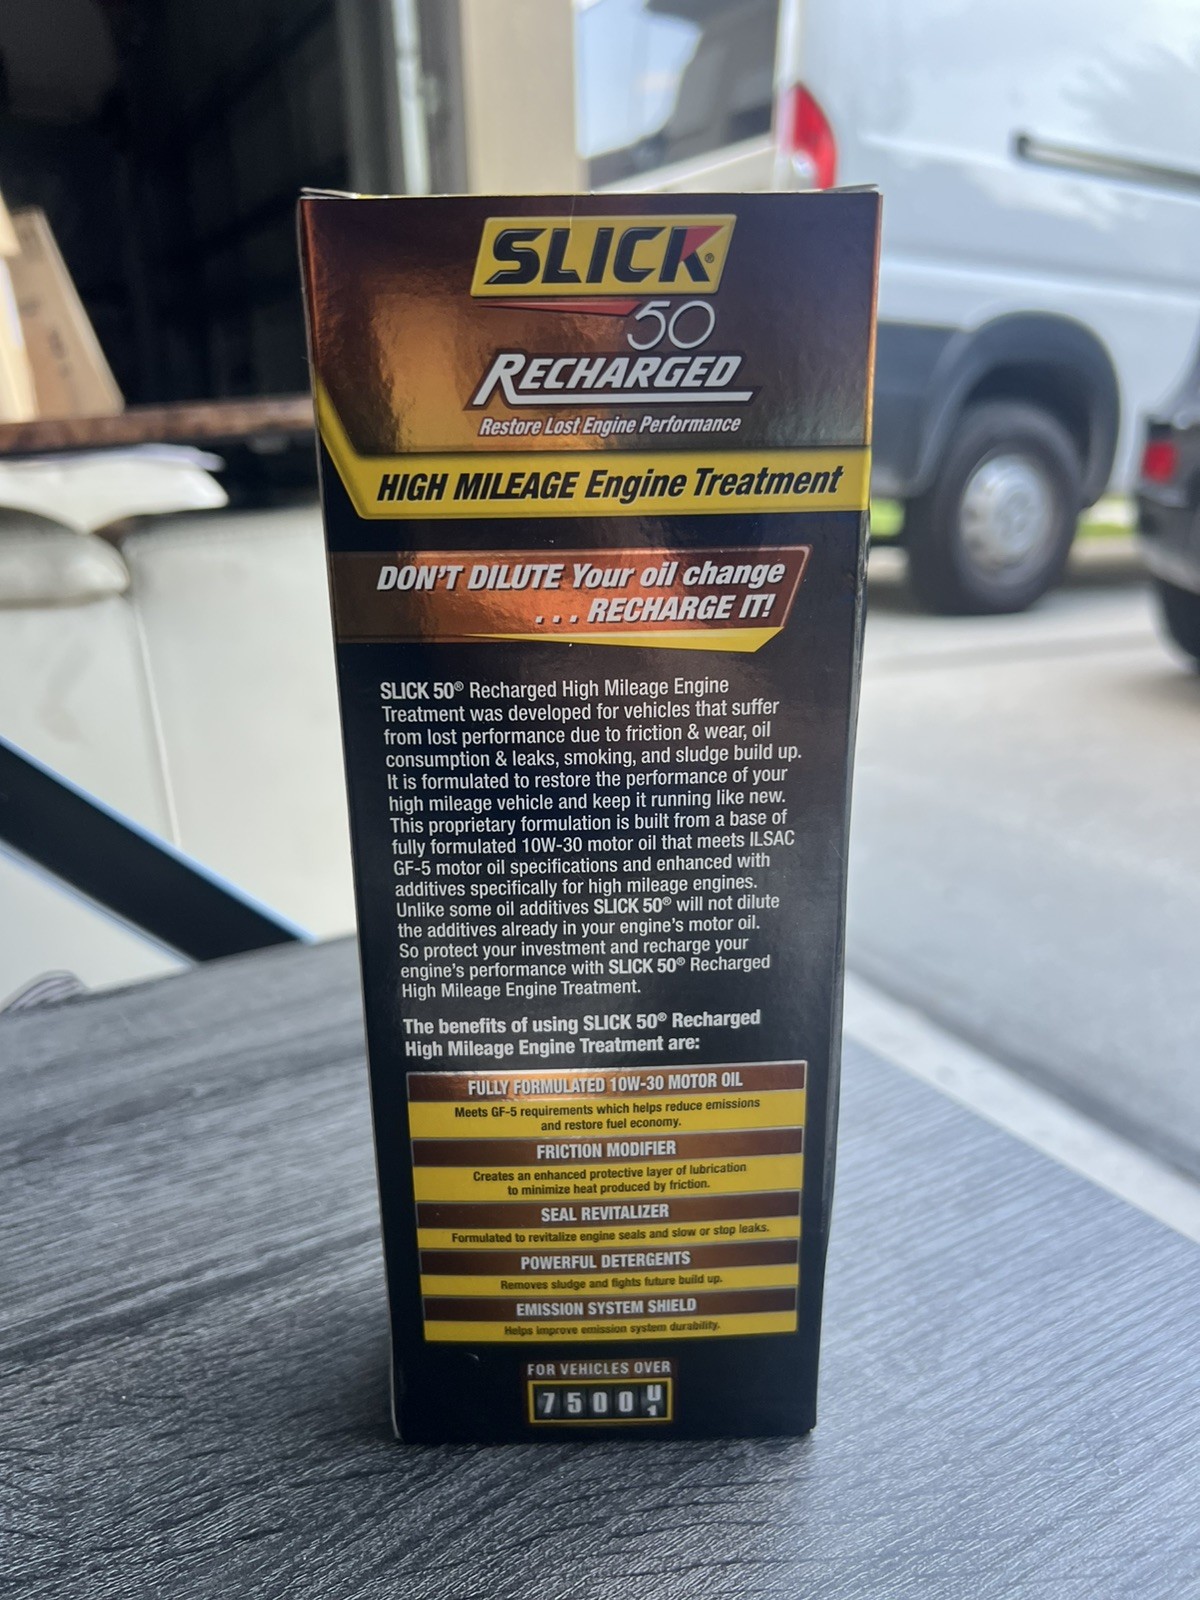 SLICK®
50
RECHARGED
Restore Lost Engine Performance
HIGH MILEAGE Engine Treatment
DON'T DILUTE Your oil change
. . . RECHARGE IT!
SLICK 50® Recharged High Mileage Engine
Treatment was developed for vehicles that suffer
from lost performance due to friction & wear, oil
consumption & leaks, smoking, and sludge build up.
It is formulated to restore the performance of your
high mileage vehicle and keep it running like new.
This proprietary formulation is built from a base of
fully formulated 10W-30 motor oil that meets ILSAC
GF-5 motor oil specifications and enhanced with
additives specifically for high mileage engines.
Unlike some oil additives SLICK 50® will not dilute
the additives already in your engine's motor oil.
So protect your investment and recharge your
engine's performance with SLICK 50® Recharged
High Mileage Engine Treatment.
The benefits of using SLICK 50® Recharged
High Mileage Engine Treatment are:
FULLY FORMULATED 10W-30 MOTOR OIL
Meets GF-5 requirements which helps reduce emissions
and restore fuel economy.
FRICTION MODIFIER
Creates an enhanced protective layer of lubrication
to minimize heat produced by friction.
SEAL REVITALIZER
Formulated to revitalize engine seals and slow or stop leaks.
POWERFUL DETERGENTS
Removes sludge and fights future build up.
EMISSION SYSTEM SHIELD
Helps improve emission system durability.
FOR VEHICLES OVER
75000
1